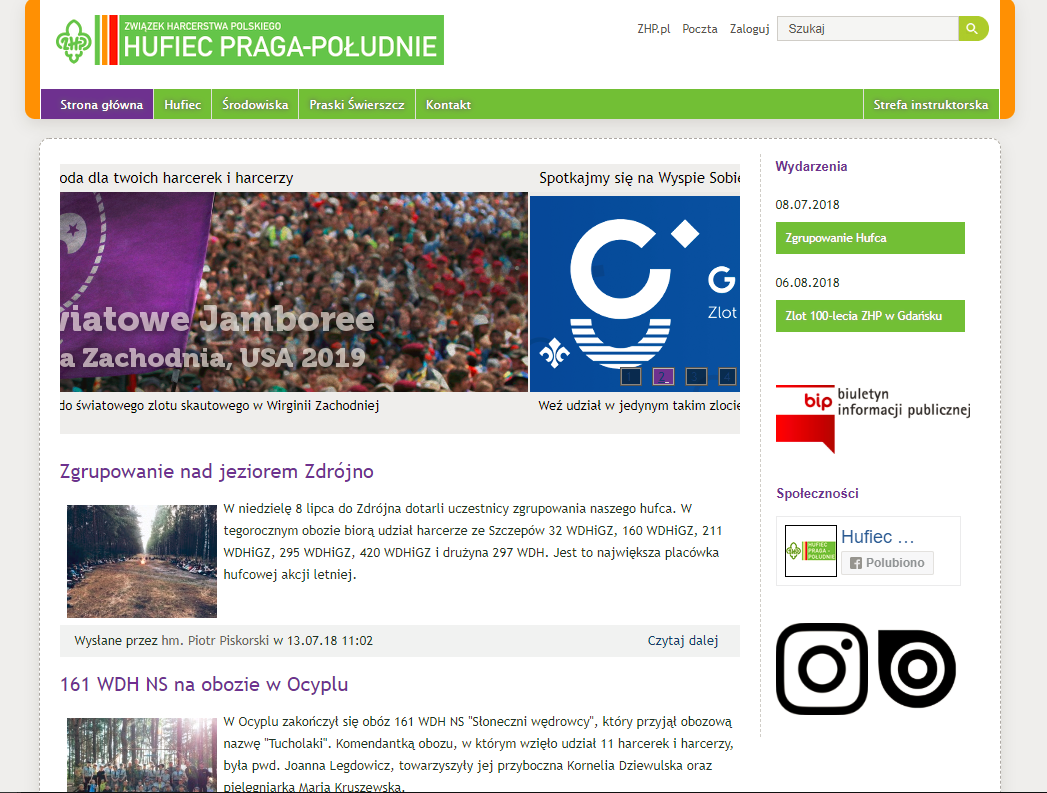 ZWIĄZEK HARCERSTWA POLSKIEGO
HUFIEC PRAGA-POŁUDNIE
ZHP
ZHP.pl Poczta Zaloguj Szukaj
Strona główna Hufiec Środowiska Praski Świerszcz Kontakt Strefa instruktorska
oda dla twoich harcerek i harcerzy
Spotkajmy się na Wyspie Sobie
wiatowe Jamboree
a Zachodnia, USA 2019
G
Zlot
1 2 3 4
do światowego zlotu skautowego w Wirginii Zachodniej
Weź udział w jedynym takim zlocie
Zgrupowanie nad jeziorem Zdrójno
W niedzielę 8 lipca do Zdrójna dotarli uczestnicy zgrupowania naszego hufca. W
tegorocznym obozie biorą udział harcerze ze Szczepów 32 WDHiGZ, 160 WDHiGZ, 211
WDHiGZ, 295 WDHiGZ, 420 WDHiGZ i drużyna 297 WDH. Jest to największa placówka
hufcowej akcji letniej.
Wysłane przez hm. Piotr Piskorski w 13.07.18 11:02 Czytaj dalej
161 WDH NS na obozie w Ocyplu
W Ocyplu zakończył się obóz 161 WDH NS "Słoneczni wędrowcy", który przyjął obozową
nazwę "Tucholaki". Komendantką obozu, w którym wzięło udział 11 harcerek i harcerzy,
była pwd. Joanna Legdowicz, towarzyszyły jej przyboczna Kornelia Dziewulska oraz
pielęgniarka Maria Kruszewska.
Wydarzenia
08.07.2018
Zgrupowanie Hufca
06.08.2018
Zlot 100-lecia ZHP w Gdańsku
bip biuletyn
informacji publicznej
Społeczności
HUFIEC
PRAGA-
POŁUDNIE
Hufiec …
Polubiono